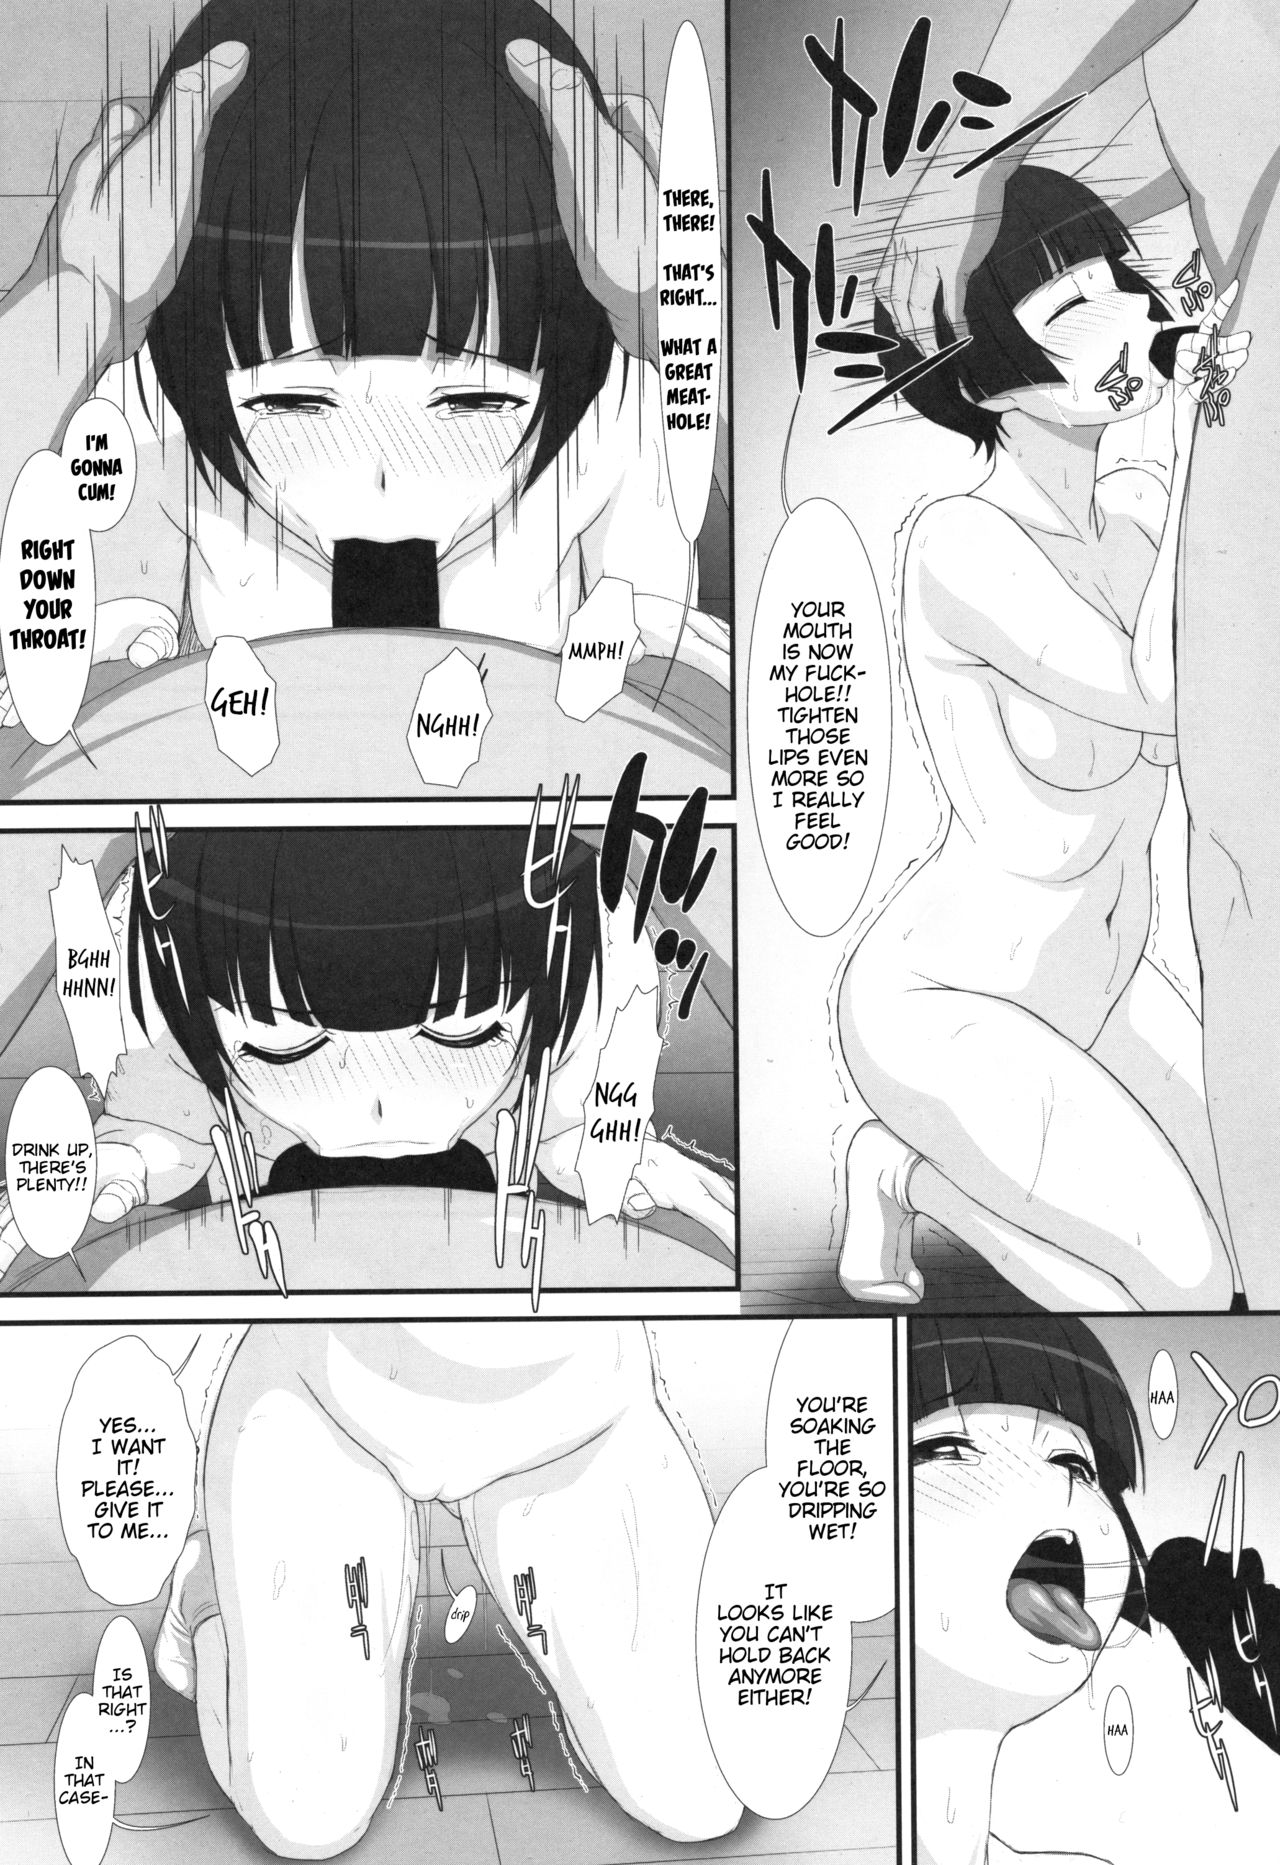 YOUR
MOUTH
IS NOW
MY FUCK-
HOLE!!
TIGHTEN
THOSE
LIPS EVEN
MORE SO
I REALLY
FEEL
GOOD!
THERE,
THERE!
THAT'S
RIGHT...
WHAT A
GREAT
MEAT-
HOLE!
MMPH!
NGHH!
GEH!
I'M
GONNA
CUM!
RIGHT
DOWN
YOUR
THROAT!
NGG
GHH!
BGHH
HHNN!
DRINK UP,
THERE'S
PLENTY!!
HAA
HAA
YOU'RE
SOAKING
THE
FLOOR,
YOU'RE SO
DRIPPING
WET!
IT
LOOKS LIKE
YOU CAN'T
HOLD BACK
ANYMORE
EITHER!
drip
YES...
I WANT
IT!
PLEASE...
GIVE IT
TO ME...
IS
THAT
RIGHT
...?
IN
THAT
CASE-